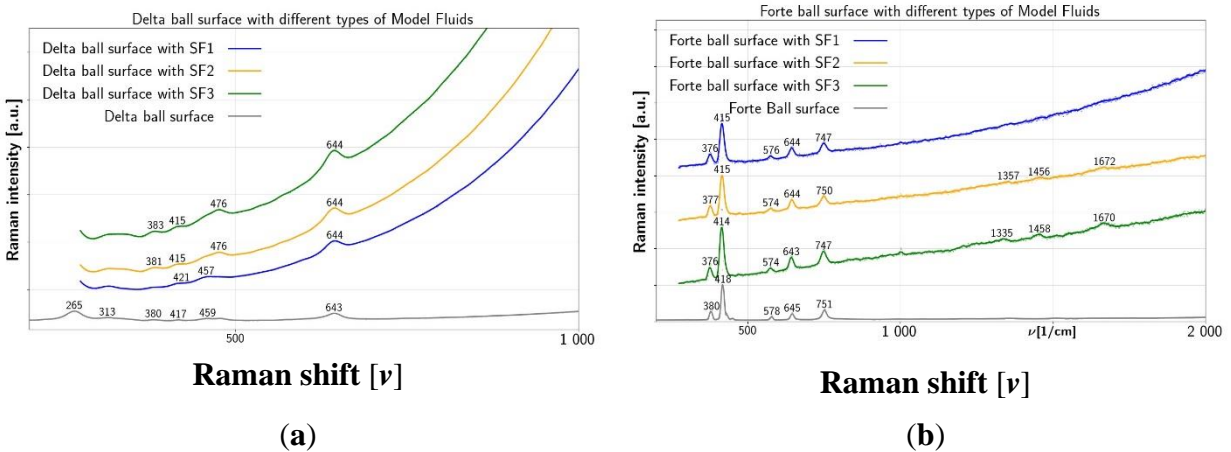 Delta ball surface with different types of Model Fluids
Delta ball surface with SF1
Delta ball surface with SF2
Delta ball surface with SF3
Delta ball surface
Raman intensity [a.u.]
644
476
383
415
644
476
381
415
644
421
457
265
313
380
417
459
643
500
1 000
Raman shift [ν]
(a)
Forte ball surface with different types of Model Fluids
Forte ball surface with SF1
Forte ball surface with SF2
Forte ball surface with SF3
Forte Ball surface
Raman intensity [a.u.]
415
376
576
644
747
415
377
574
644
750
1357
1456
1672
414
376
574
643
747
1335
1458
1670
418
380
578
645
751
500
1 000
ν[1/cm]
2 000
Raman shift [ν]
(b)